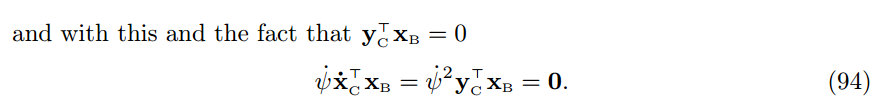 and with this and the fact that y_C^⊤ x_B = 0
ψ̇ẋ_C^⊤ x_B = ψ̇² y_C^⊤ x_B = 0. (94)